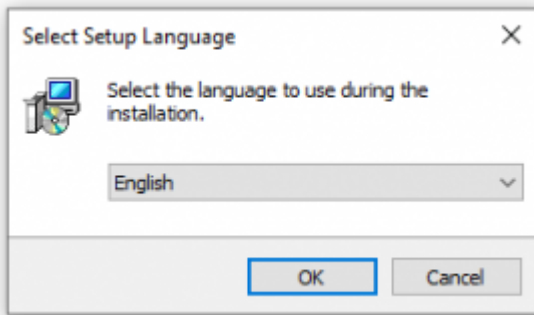 Select Setup Language
Select the language to use during the
installation.
English
OK
Cancel